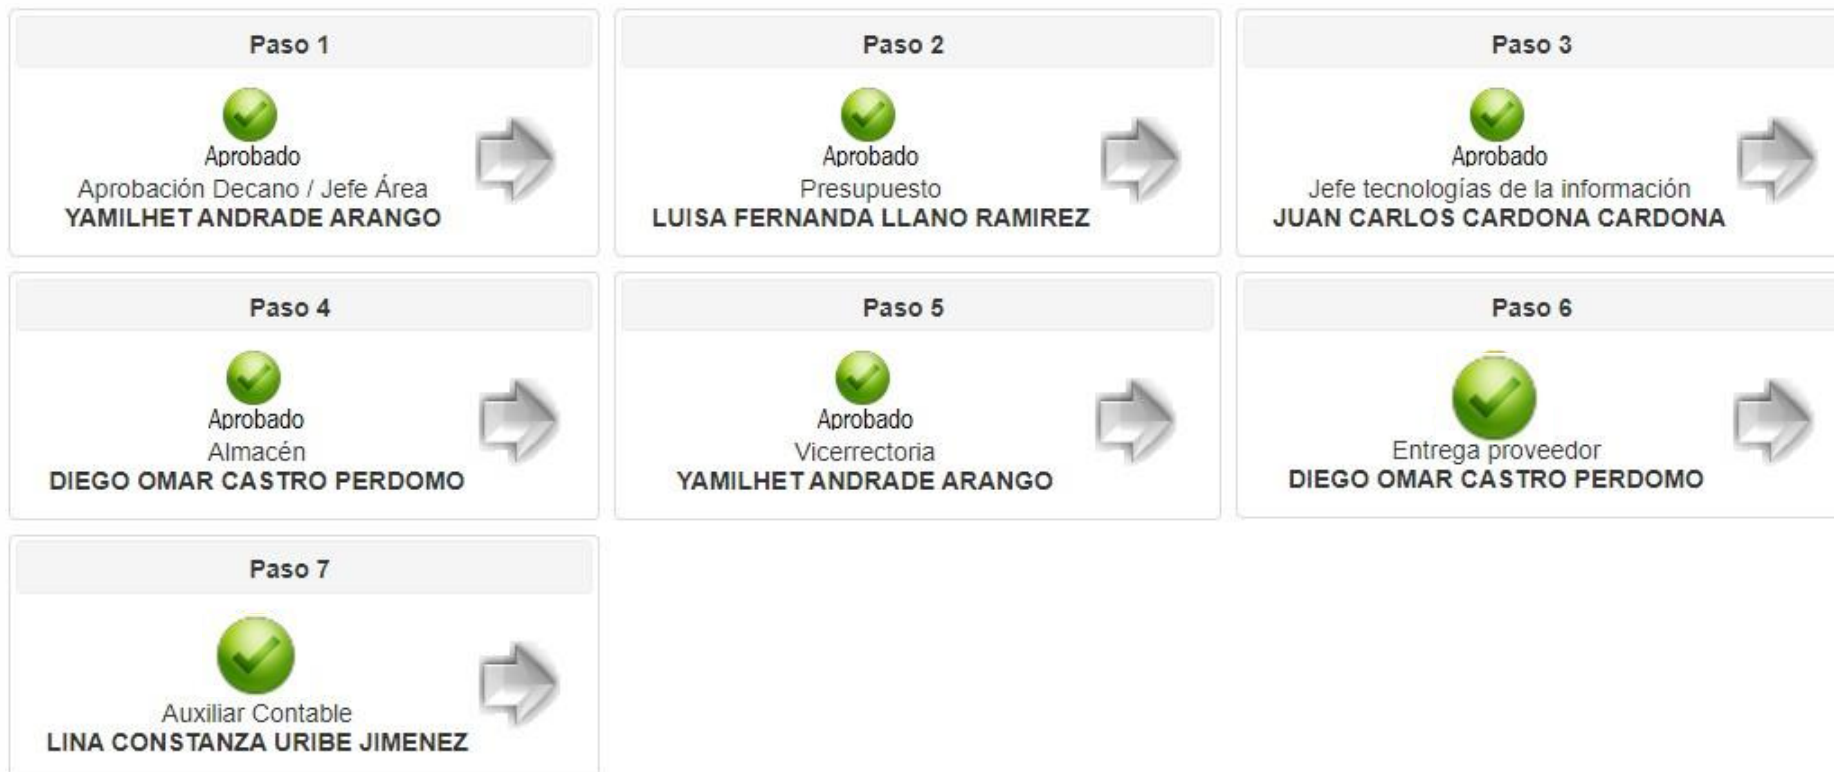 Paso 1
Aprobado
Aprobación Decano / Jefe Área
YAMILHET ANDRADE ARANGO
Paso 2
Aprobado
Presupuesto
LUISA FERNANDA LLANO RAMIREZ
Paso 3
Aprobado
Jefe tecnologías de la información
JUAN CARLOS CARDONA CARDONA
Paso 4
Aprobado
Almacén
DIEGO OMAR CASTRO PERDOMO
Paso 5
Aprobado
Vicerrectoria
YAMILHET ANDRADE ARANGO
Paso 6
Entrega proveedor
DIEGO OMAR CASTRO PERDOMO
Paso 7
Auxiliar Contable
LINA CONSTANZA URIBE JIMENEZ